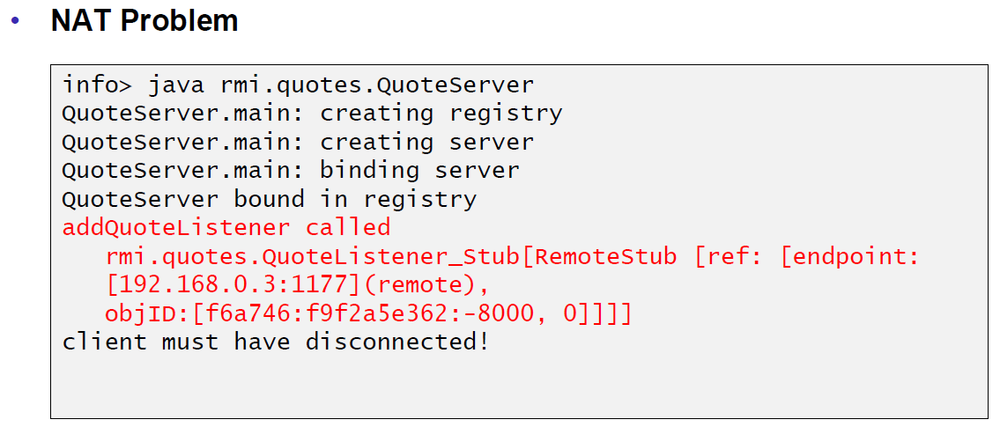 • NAT Problem
info> java rmi.quotes.QuoteServer
QuoteServer.main: creating registry
QuoteServer.main: creating server
QuoteServer.main: binding server
QuoteServer bound in registry
addQuoteListener called
rmi.quotes.QuoteListener_Stub[RemoteStub [ref: [endpoint:
[192.168.0.3:1177](remote),
objID:[f6a746:f9f2a5e362:-8000, 0]]]]
client must have disconnected!